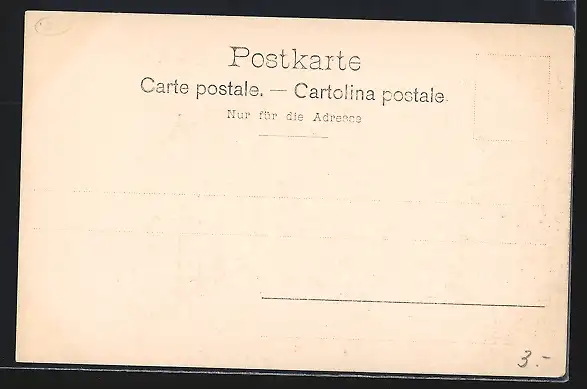 Postkarte
Carte postale. — Cartolina postale.
Nur für die Adresse
3.-